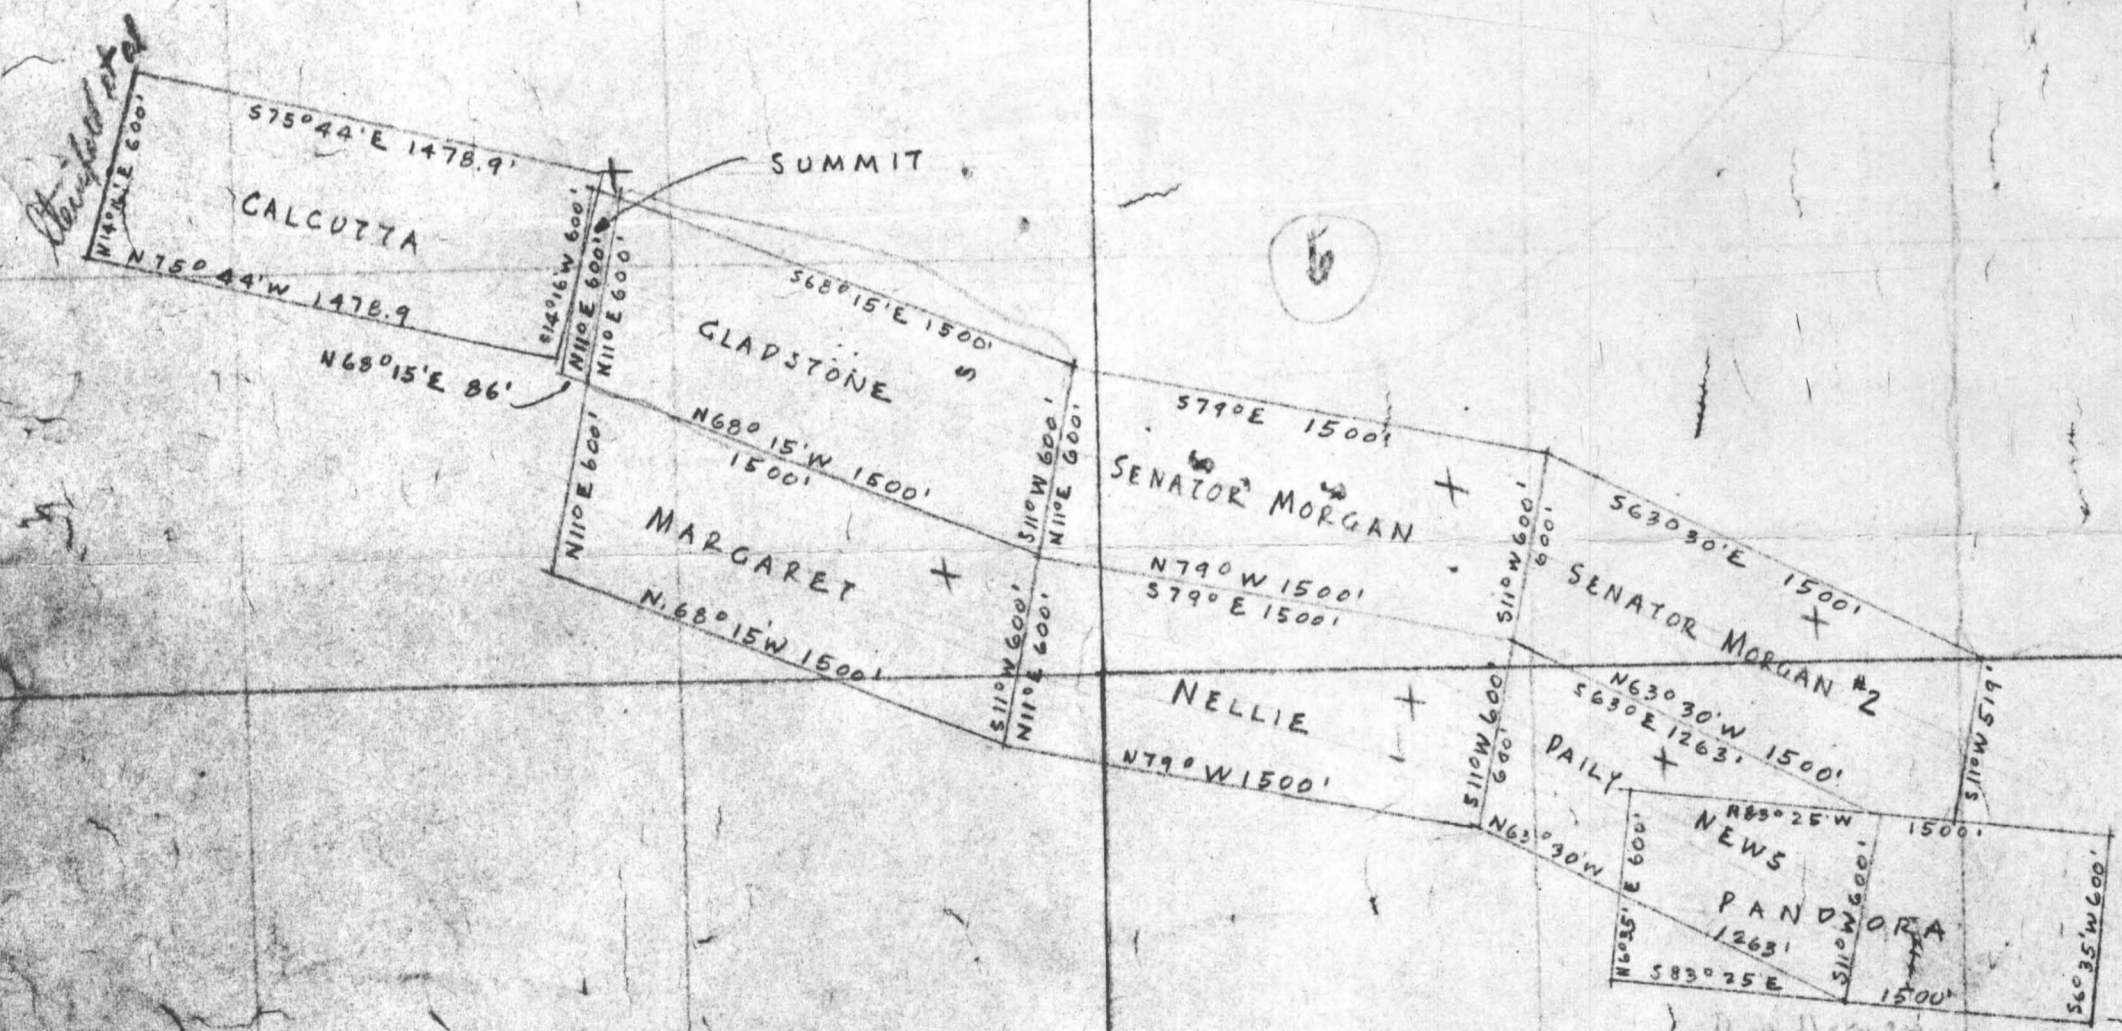 S75°44'E 1478.9'
N14°16'E 600'
CALCUTTA
S14°16'W 600'
N75°44'W 1478.9
SUMMIT
N11°E 600'
N11°E 600'
N68°15'E 86'
S68°15'E 1500'
GLADSTONE
S
N68°15'W 1500'
1500'
S11°W 600'
N11°E 600'
N11°E 600'
MARGARET
N.68°15'W 1500'
S11°W 600'
N11°E 600'
S79°E 1500'
SENATOR MORGAN
N79°W 1500'
S79°E 1500'
S11°W 600'
600'
NELLIE
N79°W 1500'
S11°W 600'
600'
S63°30'E 1500'
SENATOR MORGAN #2
N63°30'W 1500'
S63°E 1263'
S11°W 519'
DAILY
NEWS
N63°30'W
1263'
S11°W 600'
N83°25'W 1500'
N6°35'E 600'
PANDORA
S83°25'E 1500'
S6°35'W 600'